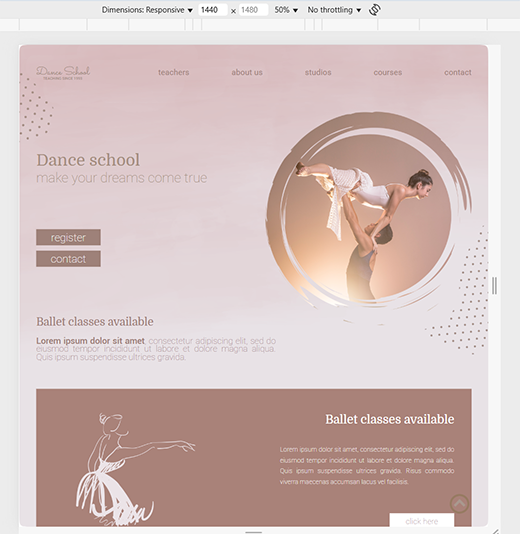 Dimensions: Responsive ▼ 1440 × 1480 50% ▼ No throttling ▼
Dance School
teachers about us studios courses contact
Dance school
make your dreams come true
register
contact
Ballet classes available
Lorem ipsum dolor sit amet, consectetur adipiscing elit, sed do
eiusmod tempor incididunt ut labore et dolore magna aliqua.
Quis ipsum suspendisse ultrices gravida.
Ballet classes available
Lorem ipsum dolor sit amet, consectetur adipiscing elit, sed do
eiusmod tempor incididunt ut labore et dolore magna aliqua.
Quis ipsum suspendisse ultrices gravida. Risus commodo
viverra maecenas accumsan lacus vel facilisis.
click here